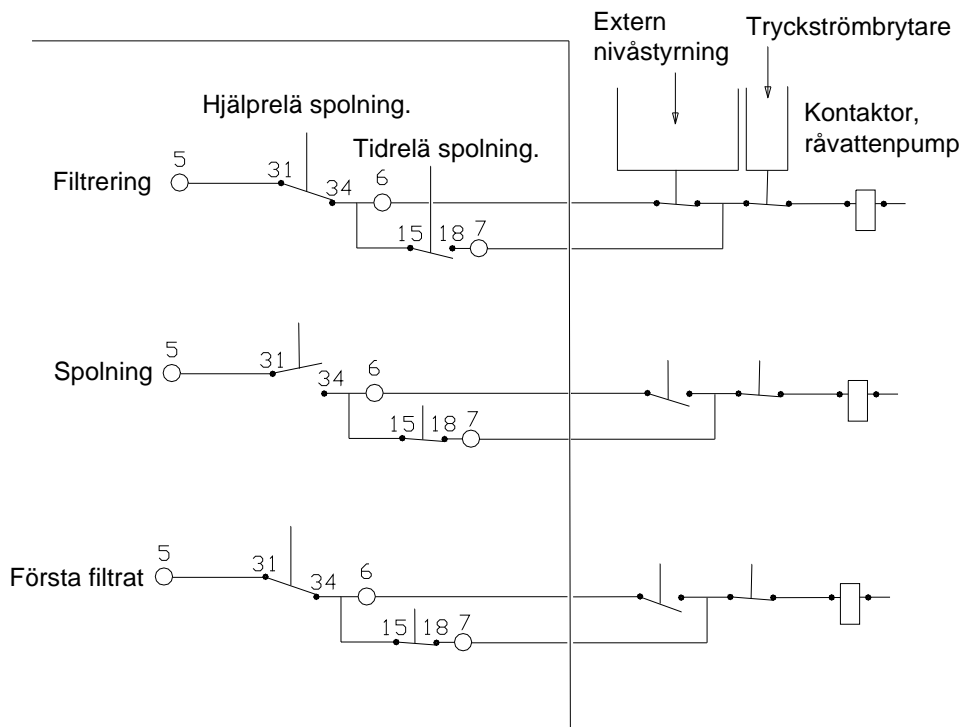 Extern
nivåstyrning
Tryckströmbrytare
Kontaktor,
råvattenpump
Hjälprelä spolning.
Tidrelä spolning.
Filtrering
5
31
34
6
15
18
7
Spolning
5
31
34
6
15
18
7
Första filtrat
5
31
34
6
15
18
7